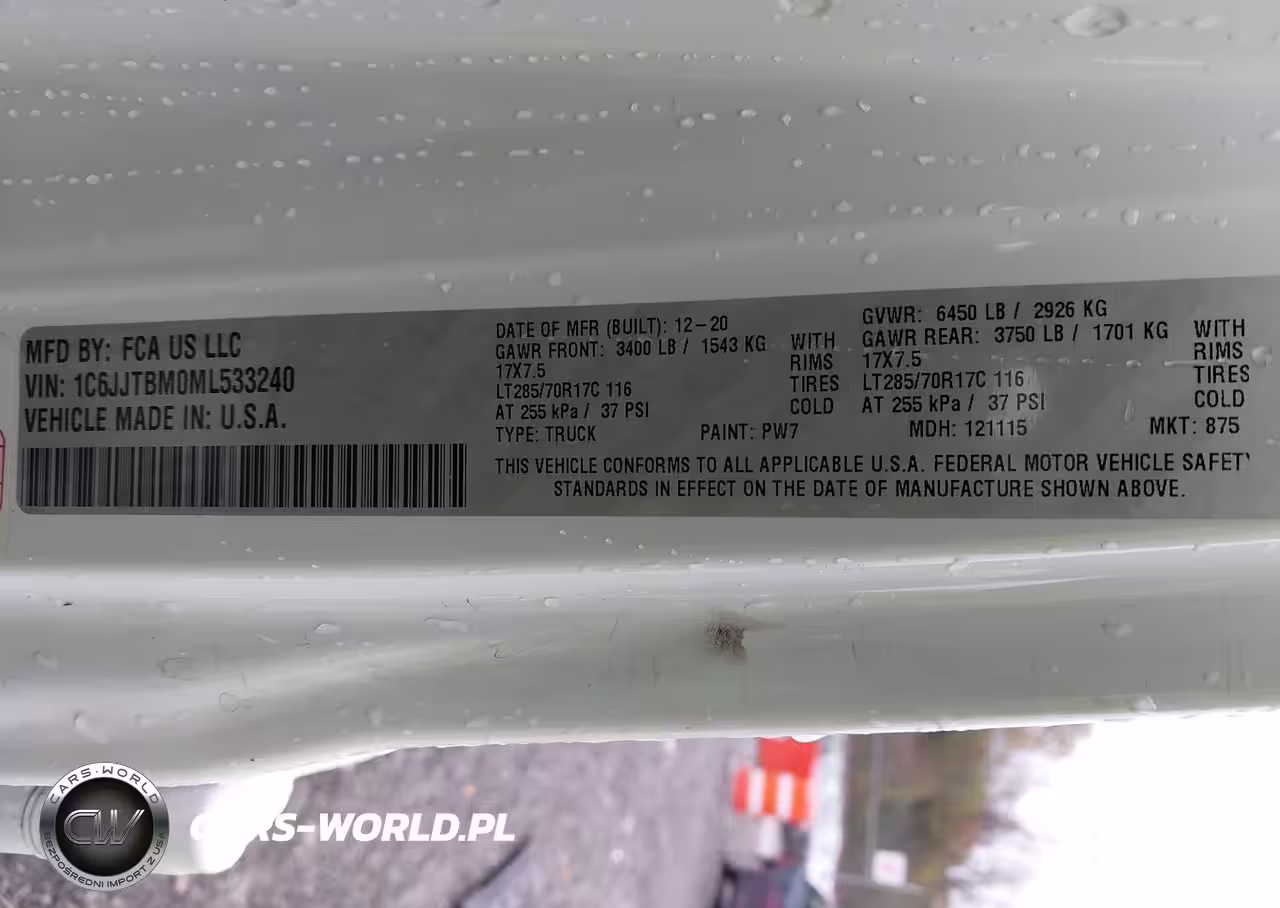 MFD BY: FCA US LLC
VIN: 1C6JJTBM0ML533240
VEHICLE MADE IN: U.S.A.
DATE OF MFR (BUILT): 12-20
GAWR FRONT: 3400 LB / 1543 KG WITH
17X7.5 RIMS
LT285/70R17C 116 TIRES
AT 255 kPa / 37 PSI COLD
GVWR: 6450 LB / 2926 KG
GAWR REAR: 3750 LB / 1701 KG WITH
17X7.5 RIMS
LT285/70R17C 116 TIRES
AT 255 kPa / 37 PSI COLD
TYPE: TRUCK PAINT: PW7 MDH: 121115 MKT: 875
THIS VEHICLE CONFORMS TO ALL APPLICABLE U.S.A. FEDERAL MOTOR VEHICLE SAFETY
STANDARDS IN EFFECT ON THE DATE OF MANUFACTURE SHOWN ABOVE.
CARS-WORLD
CW
BEZPOŚREDNI IMPORT Z USA
CARS-WORLD.PL